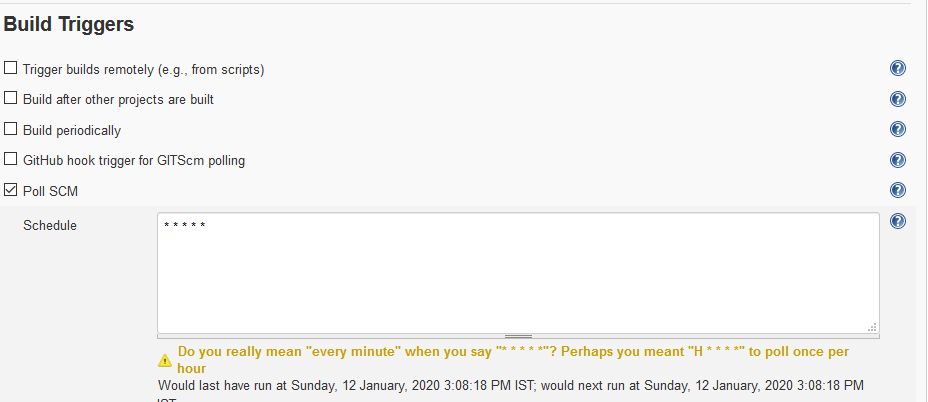 Build Triggers
Trigger builds remotely (e.g., from scripts)
Build after other projects are built
Build periodically
GitHub hook trigger for GITScm polling
Poll SCM
Schedule
* * * * *
Do you really mean "every minute" when you say "* * * * *"? Perhaps you meant "H * * * *" to poll once per
hour
Would last have run at Sunday, 12 January, 2020 3:08:18 PM IST; would next run at Sunday, 12 January, 2020 3:08:18 PM
IST